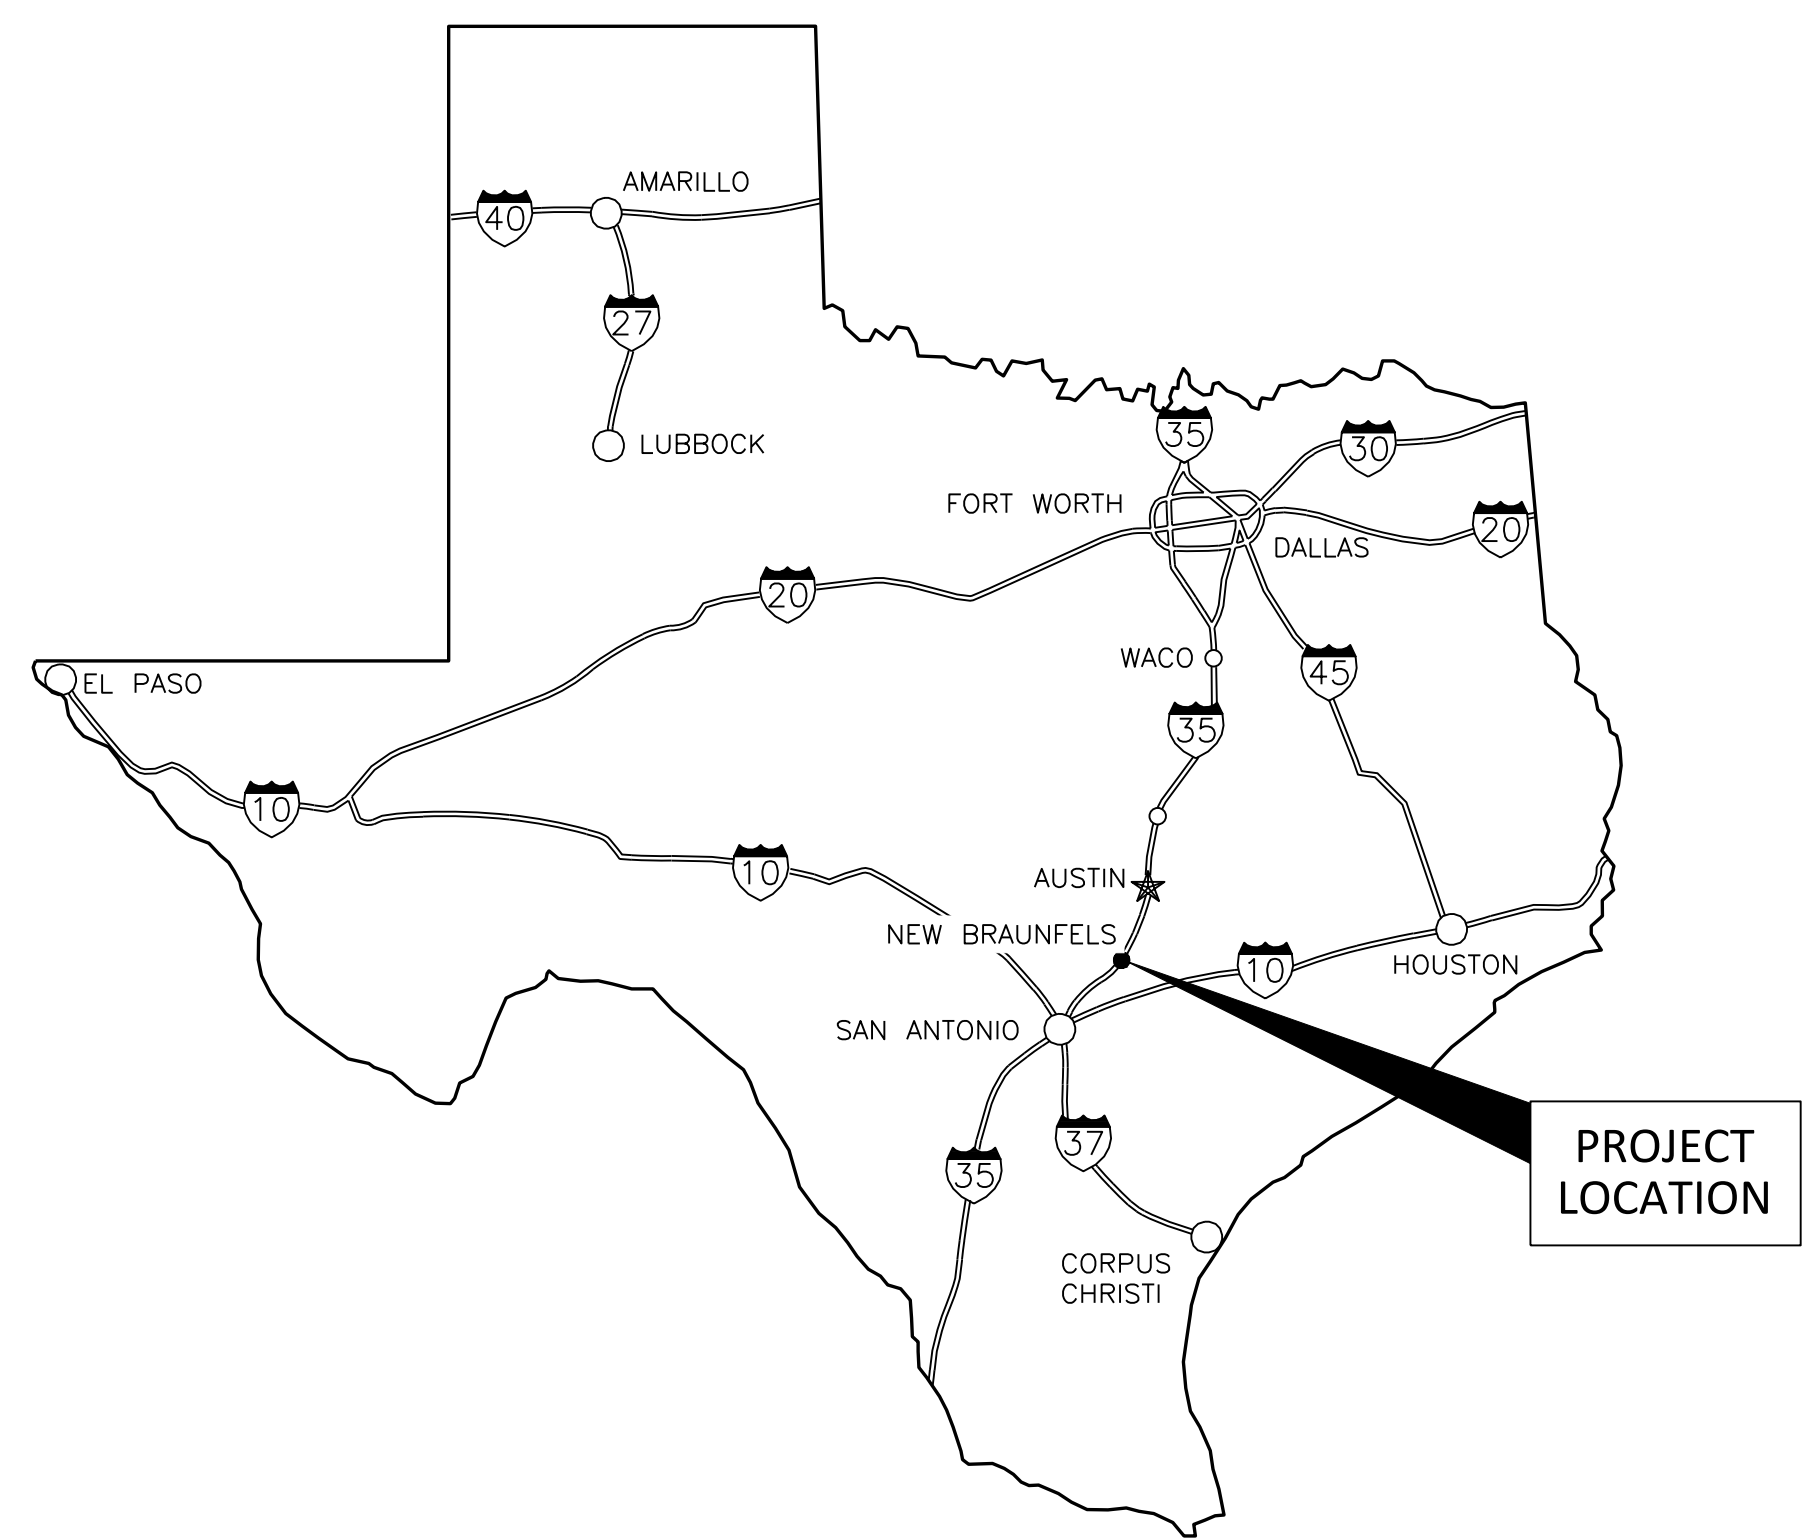 AMARILLO
40
27
LUBBOCK
35
30
FORT WORTH
20
DALLAS
20
WACO
45
EL PASO
35
10
10
AUSTIN
NEW BRAUNFELS
10
HOUSTON
SAN ANTONIO
37
35
PROJECT
LOCATION
CORPUS
CHRISTI